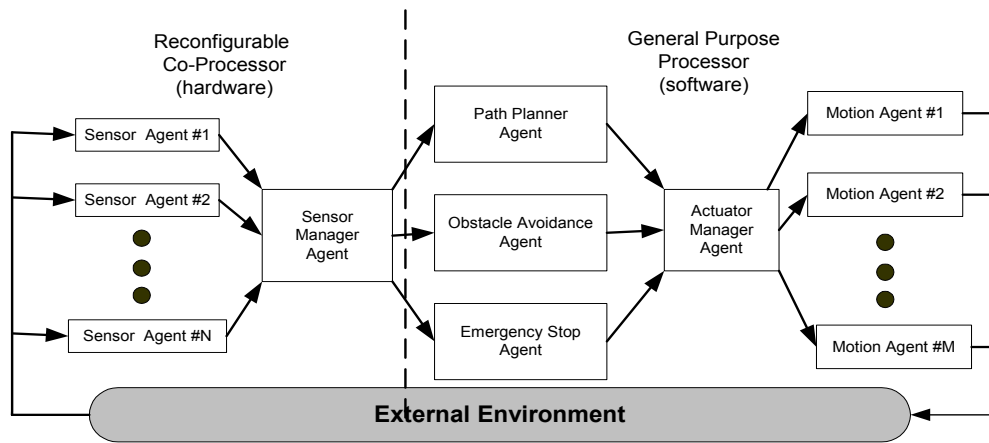 Reconfigurable
Co-Processor
(hardware)
General Purpose
Processor
(software)
Sensor Agent #1
Sensor Agent #2
Sensor Agent #N
Sensor
Manager
Agent
Path Planner
Agent
Obstacle Avoidance
Agent
Emergency Stop
Agent
Actuator
Manager
Agent
Motion Agent #1
Motion Agent #2
Motion Agent #M
External Environment